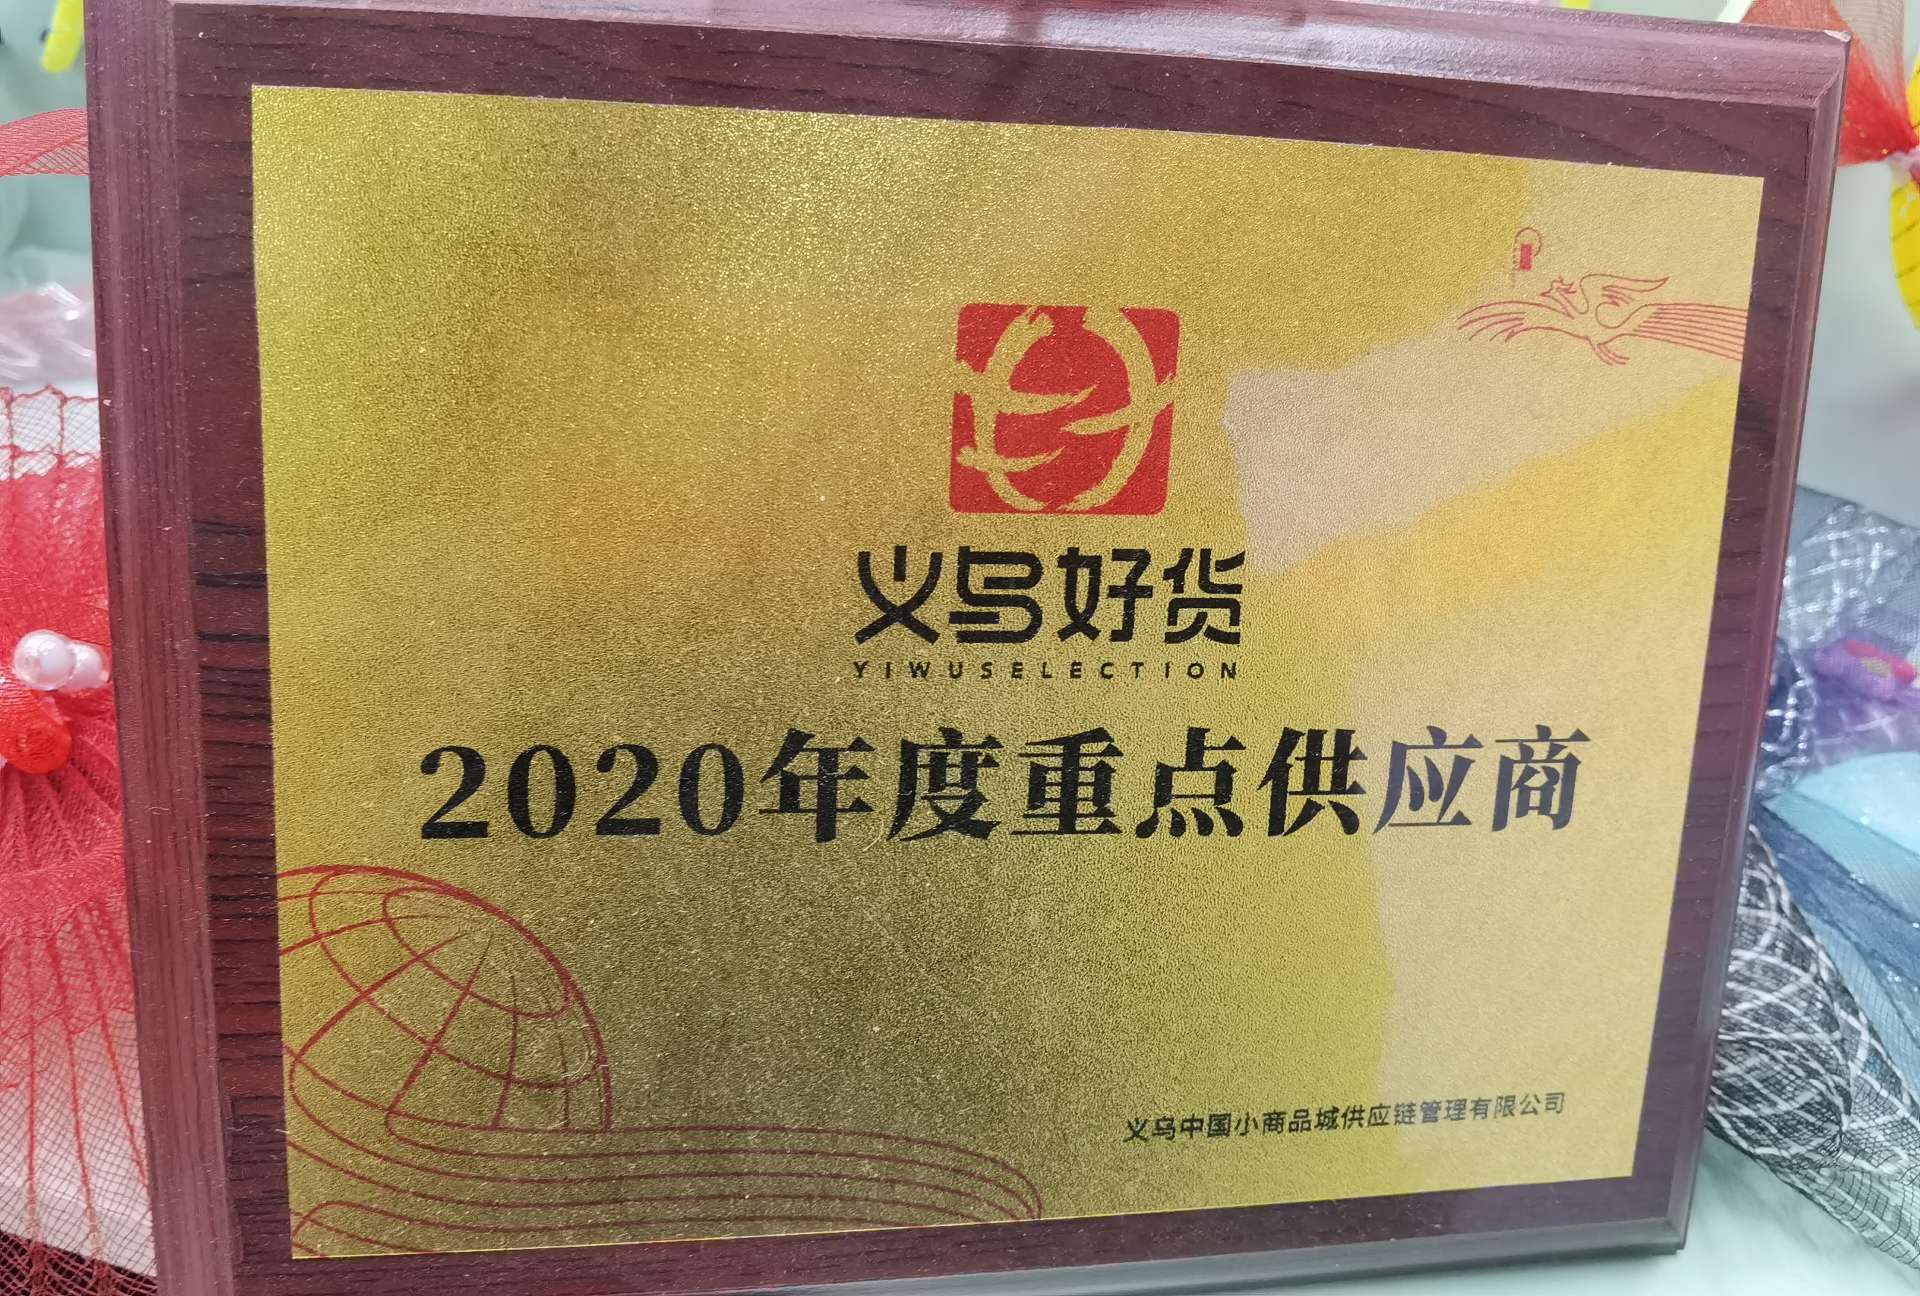 义乌好货
YIWUSELECTION
2020年度重点供应商
义乌中国小商品城供应链管理有限公司